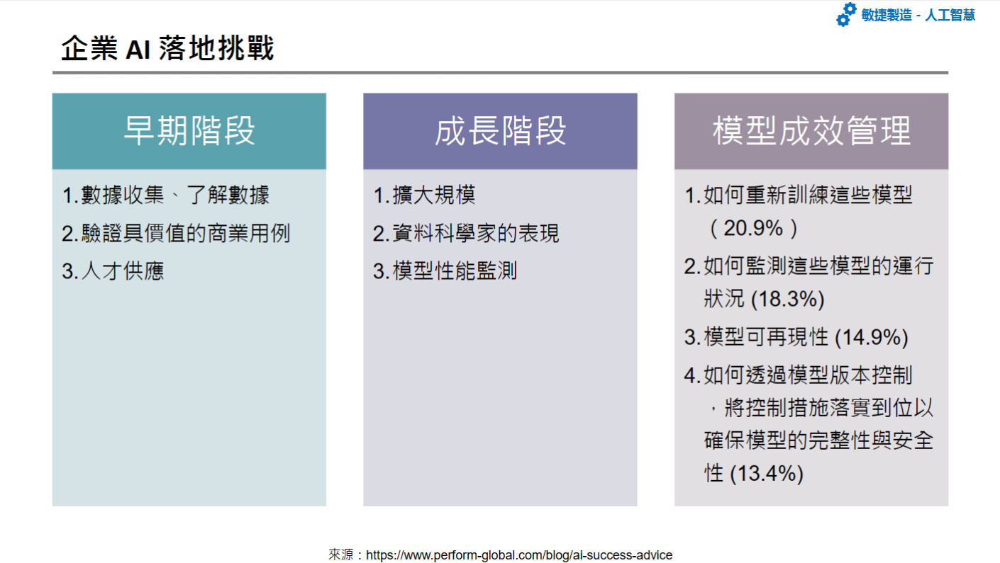 敏捷製造 - 人工智慧
企業 AI 落地挑戰
早期階段
1.數據收集、了解數據
2.驗證具價值的商業用例
3.人才供應
成長階段
1.擴大規模
2.資料科學家的表現
3.模型性能監測
模型成效管理
1.如何重新訓練這些模型
（20.9%）
2.如何監測這些模型的運行
狀況 (18.3%)
3.模型可再現性 (14.9%)
4.如何透過模型版本控制
，將控制措施落實到位以
確保模型的完整性與安全
性 (13.4%)
來源：https://www.perform-global.com/blog/ai-success-advice